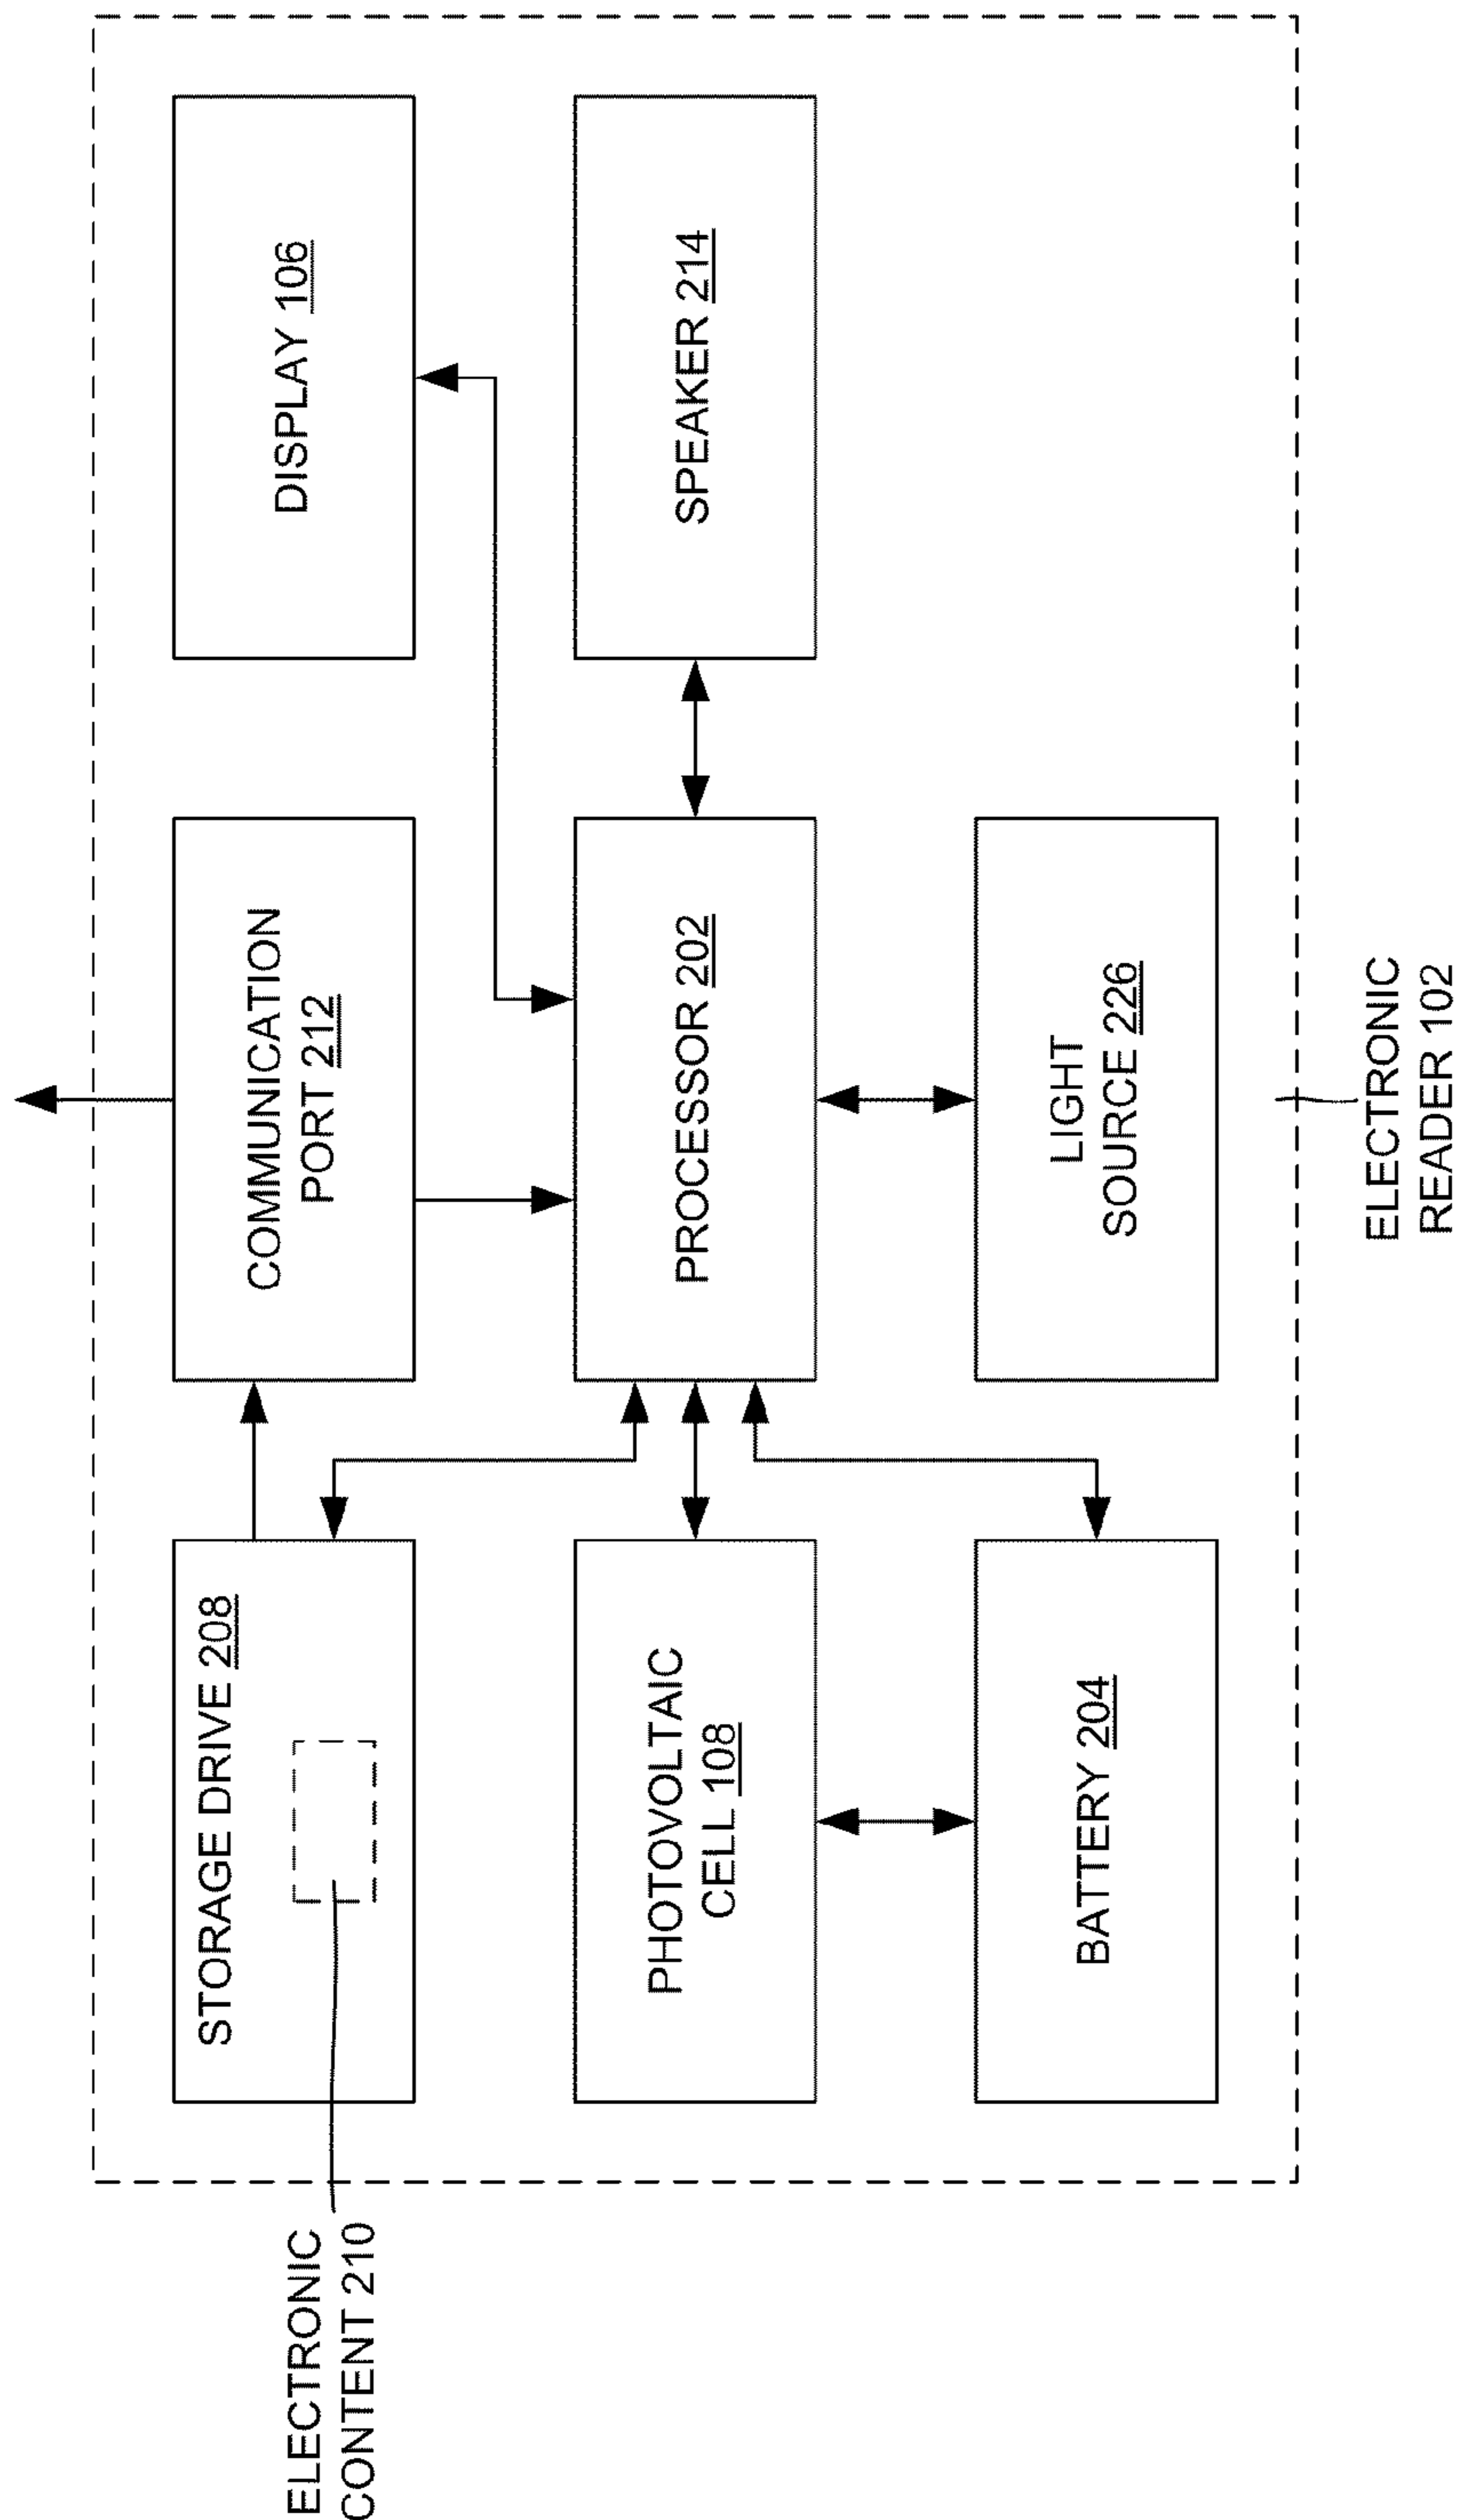 ELECTRONIC
CONTENT 210
STORAGE DRIVE 208
COMMUNICATION
PORT 212
DISPLAY 106
PHOTOVOLTAIC
CELL 108
PROCESSOR 202
SPEAKER 214
BATTERY 204
LIGHT
SOURCE 226
ELECTRONIC
READER 102